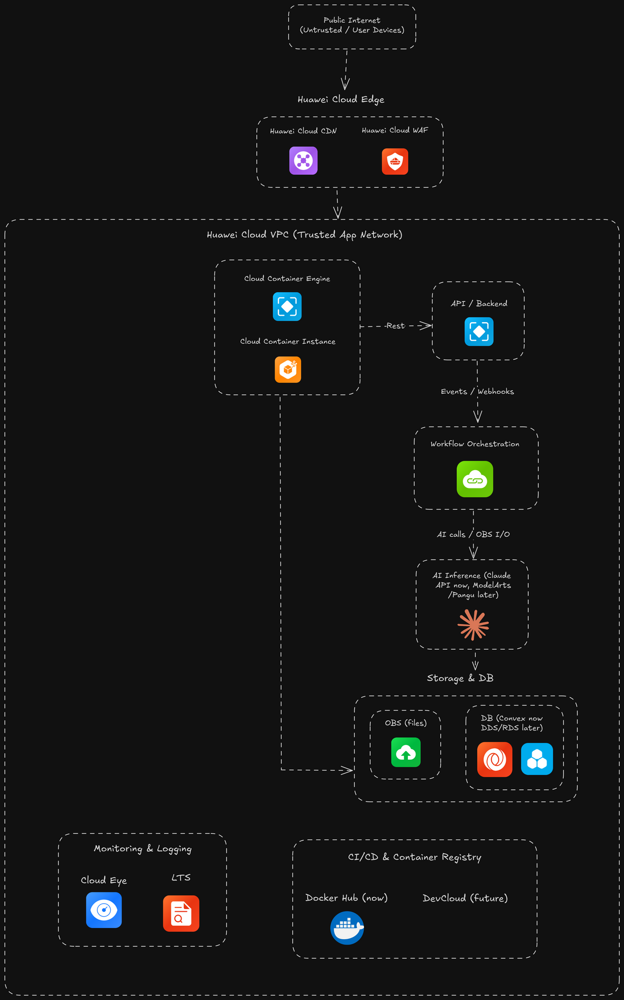 Public Internet
(Untrusted / User Devices)
Huawei Cloud Edge
Huawei Cloud CDN
Huawei Cloud WAF
Huawei Cloud VPC (Trusted App Network)
Cloud Container Engine
Cloud Container Instance
Rest
API / Backend
Events / Webhooks
Workflow Orchestration
AI calls / OBS I/O
AI Inference (Claude
API now, ModelArts
/Pangu later)
Storage & DB
OBS (files)
DB (Convex now
DDS/RDS later)
Monitoring & Logging
Cloud Eye
LTS
CI/CD & Container Registry
Docker Hub (now)
DevCloud (future)